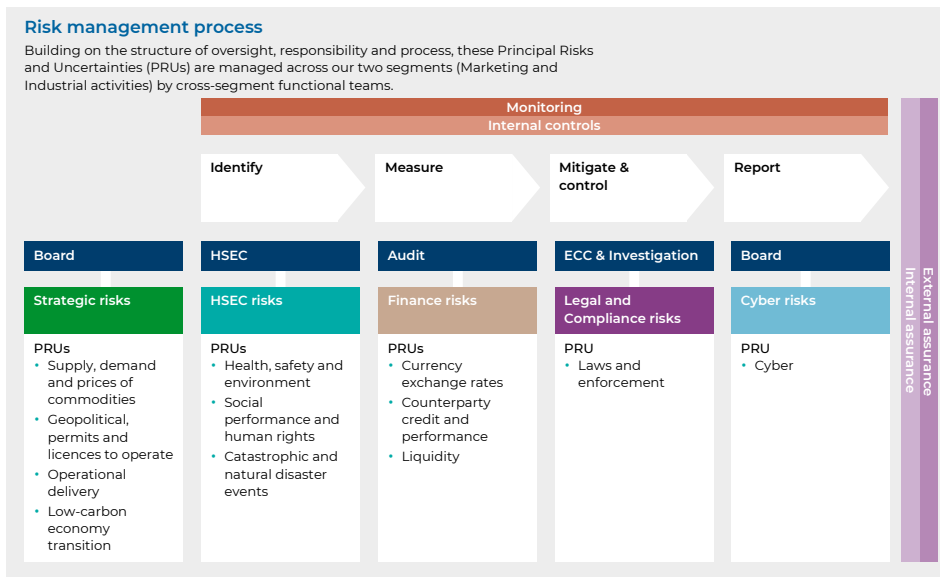 Risk management process
Building on the structure of oversight, responsibility and process, these Principal Risks
and Uncertainties (PRUs) are managed across our two segments (Marketing and
Industrial activities) by cross-segment functional teams.
Monitoring
Internal controls
Identify
Measure
Mitigate &
control
Report
Board
Strategic risks
PRUs
• Supply, demand
and prices of
commodities
• Geopolitical,
permits and
licences to operate
• Operational
delivery
• Low-carbon
economy
transition
HSEC
HSEC risks
PRUs
• Health, safety and
environment
• Social
performance and
human rights
• Catastrophic and
natural disaster
events
Audit
Finance risks
PRUs
• Currency
exchange rates
• Counterparty
credit and
performance
• Liquidity
ECC & Investigation
Legal and
Compliance risks
PRU
• Laws and
enforcement
Board
Cyber risks
PRU
• Cyber
Internal assurance
External assurance